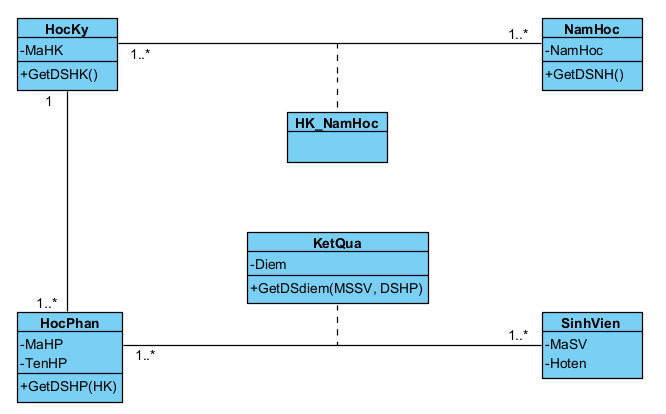 HocKy
-MaHK
+GetDSHK()
1..*
1..*
NamHoc
-NamHoc
+GetDSNH()
HK_NamHoc
1
1..*
KetQua
-Diem
+GetDSdiem(MSSV, DSHP)
HocPhan
-MaHP
-TenHP
+GetDSHP(HK)
1..*
1..*
SinhVien
-MaSV
-Hoten